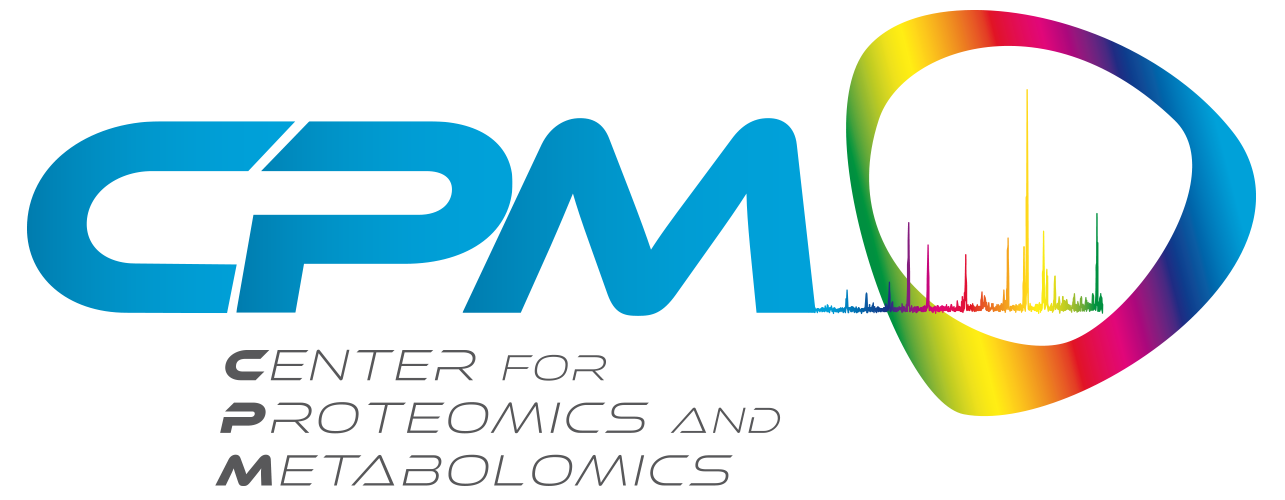 CPM
CENTER FOR
PROTEOMICS AND
METABOLOMICS